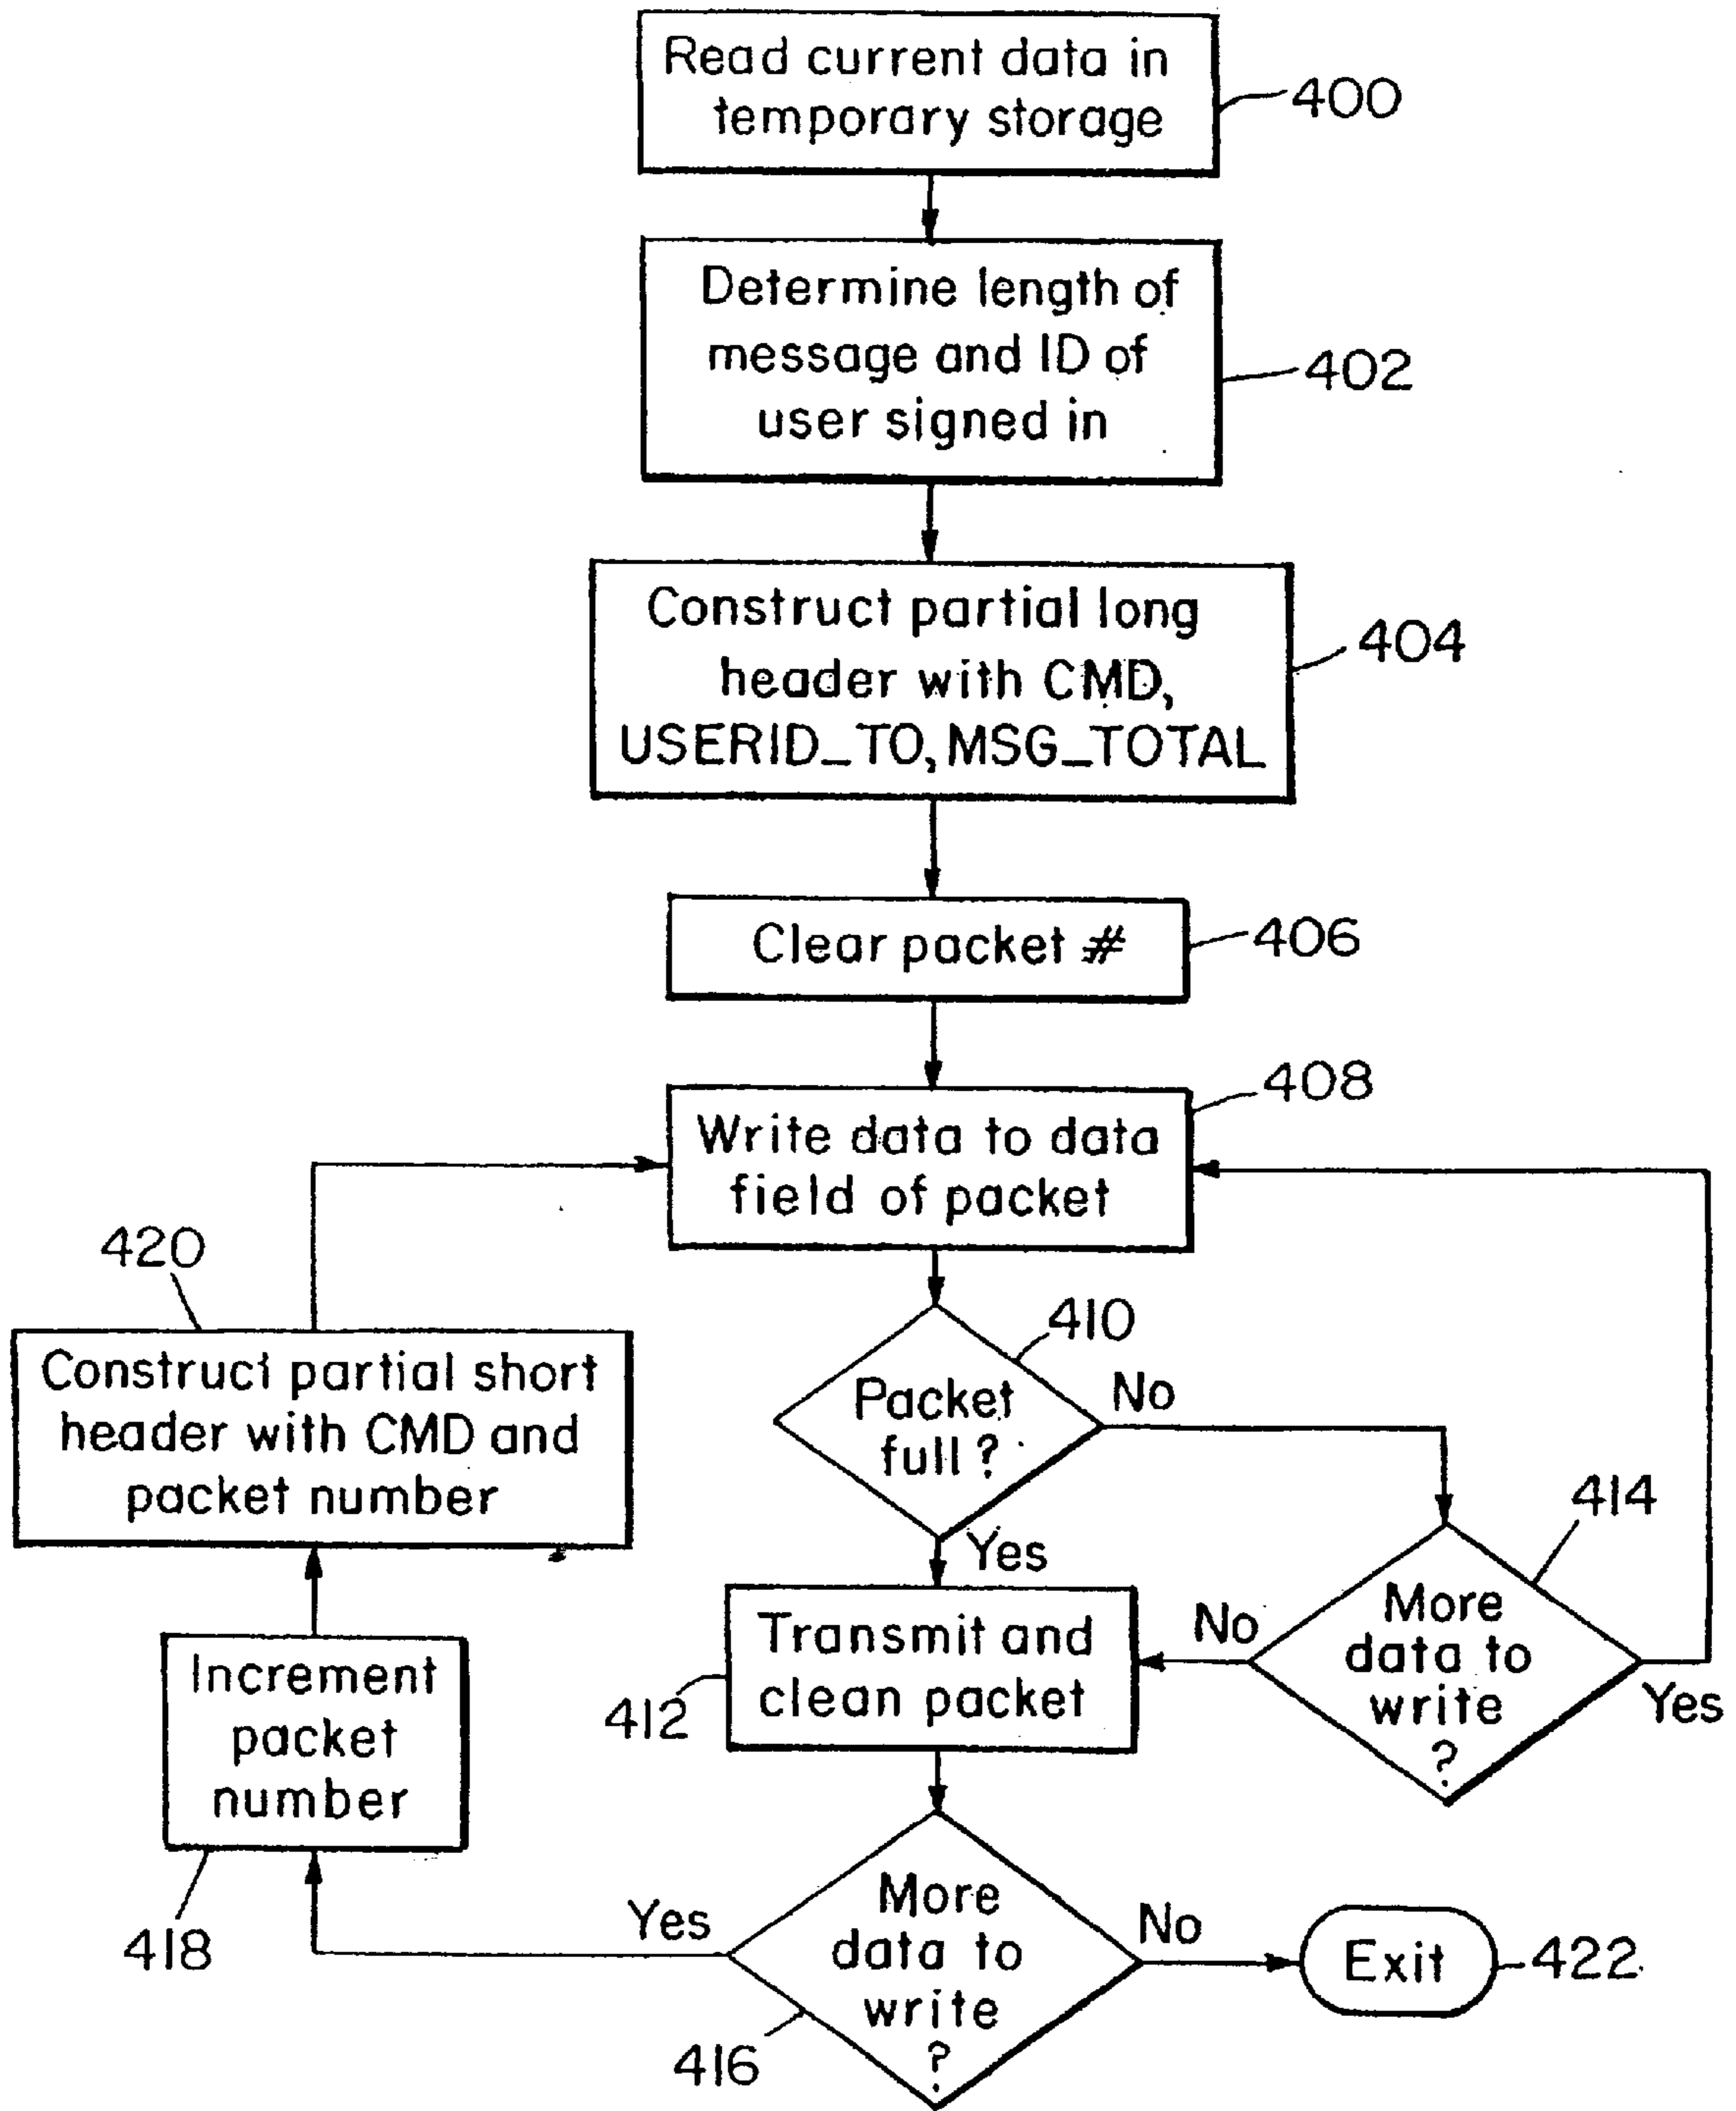 Read current data in
temporary storage
400
Determine length of
message and ID of
user signed in
402
Construct partial long
header with CMD,
USERID_TO, MSG_TOTAL
404
Clear packet #
406
408
Write data to data
field of packet
420
410
Construct partial short
header with CMD and
packet number
Packet
full?
No
Yes
414
More
data to
write
?
No
Yes
Transmit and
clean packet
412
Increment
packet
number
418
More
data to
write
?
416
Yes
No
Exit
422